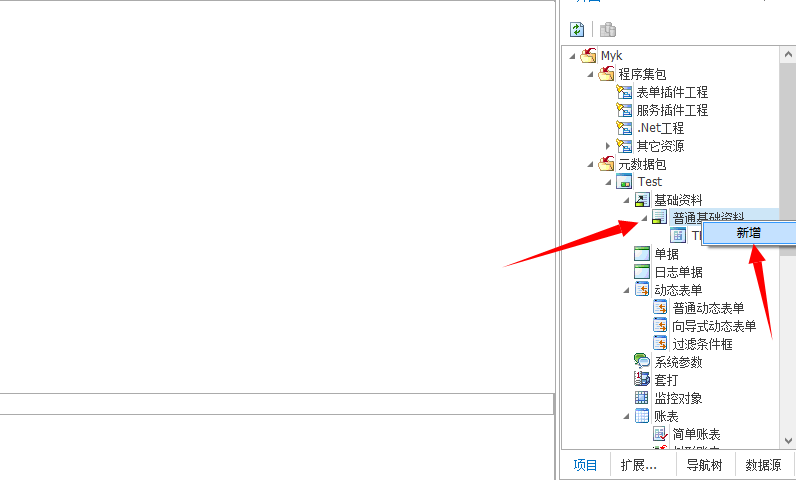 Myk
程序集包
表单插件工程
服务插件工程
.Net工程
其它资源
元数据包
Test
基础资料
普通基础资料
新增
单据
日志单据
动态表单
普通动态表单
向导式动态表单
过滤条件框
系统参数
套打
监控对象
账表
简单账表
项目 扩展... 导航树 数据源